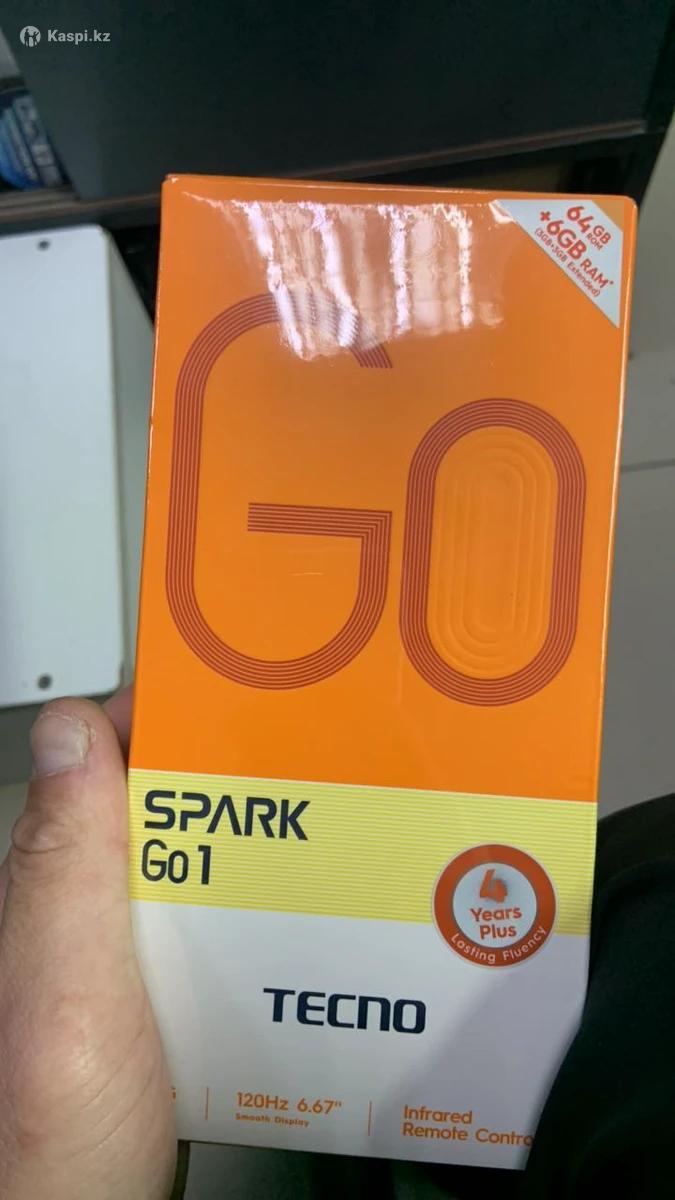 Kaspi.kz
64GB
ROM
+6GB RAM*
(3GB+3GB Extended)
Go
SPARK
Go 1
4
Years
Plus
Lasting Fluency
TECNO
120Hz 6.67"
Smooth Display
Infrared
Remote Contro